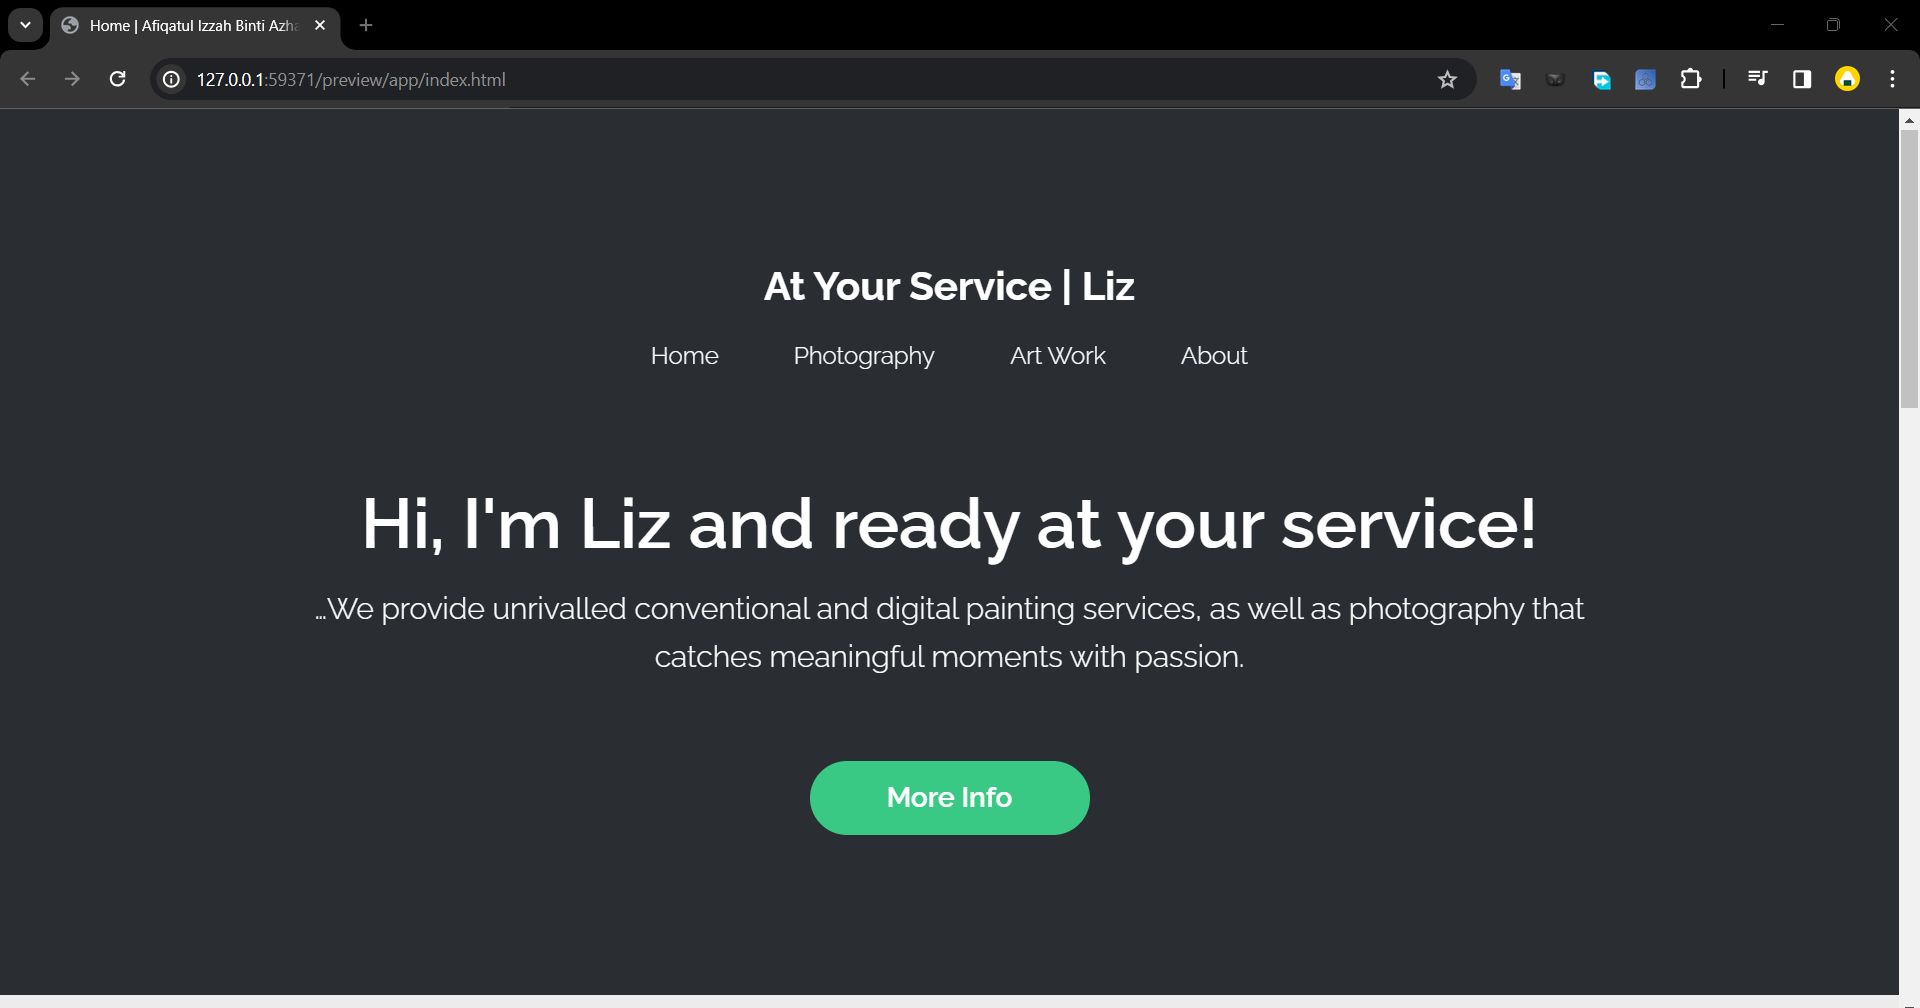 Home | Afiqatul Izzah Binti Azha
127.0.0.1:59371/preview/app/index.html
At Your Service | Liz
Home Photography Art Work About
Hi, I'm Liz and ready at your service!
...We provide unrivalled conventional and digital painting services, as well as photography that
catches meaningful moments with passion.
More Info